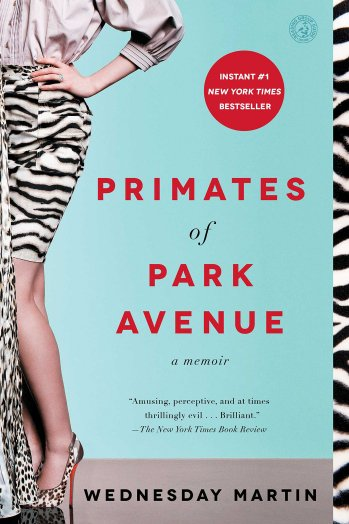 INSTANT #1
NEW YORK TIMES
BESTSELLER
PRIMATES
of
PARK
AVENUE
a memoir
“Amusing, perceptive, and at times
thrillingly evil . . . Brilliant.”
—The New York Times Book Review
WEDNESDAY MARTIN